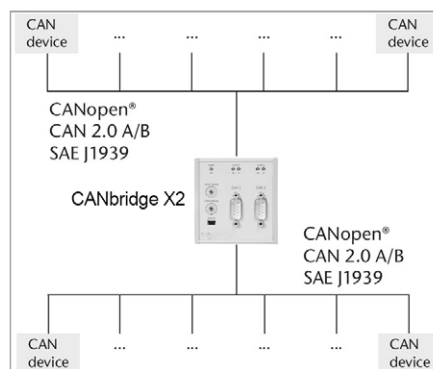 CAN
device
...
...
...
...
CAN
device
CANopen®
CAN 2.0 A/B
SAE J1939
CANbridge X2
CANopen®
CAN 2.0 A/B
SAE J1939
CAN
device
...
...
...
...
CAN
device